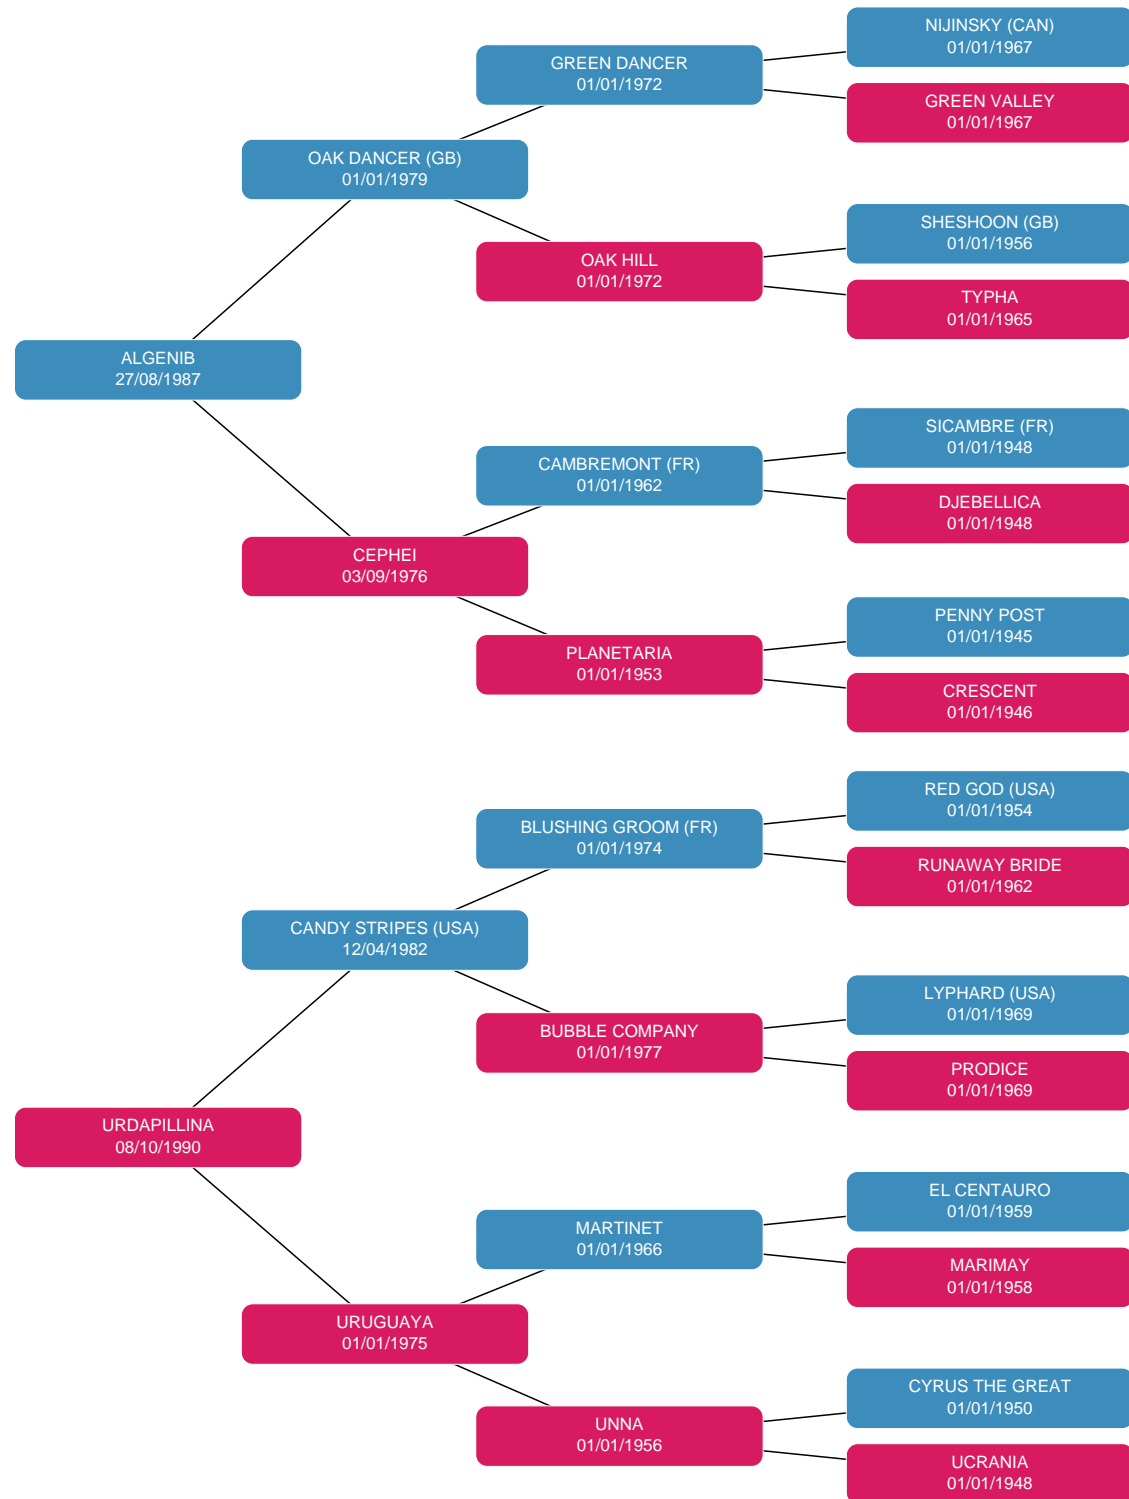 NIJINSKY (CAN)
01/01/1967
GREEN DANCER
01/01/1972
GREEN VALLEY
01/01/1967
OAK DANCER (GB)
01/01/1979
SHESHOON (GB)
01/01/1956
OAK HILL
01/01/1972
TYPHA
01/01/1965
ALGENIB
27/08/1987
SICAMBRE (FR)
01/01/1948
CAMBREMONT (FR)
01/01/1962
DJEBELLICA
01/01/1948
CEPHEI
03/09/1976
PENNY POST
01/01/1945
PLANETARIA
01/01/1953
CRESCENT
01/01/1946
RED GOD (USA)
01/01/1954
BLUSHING GROOM (FR)
01/01/1974
RUNAWAY BRIDE
01/01/1962
CANDY STRIPES (USA)
12/04/1982
LYPHARD (USA)
01/01/1969
BUBBLE COMPANY
01/01/1977
PRODICE
01/01/1969
URDAPILLINA
08/10/1990
EL CENTAURO
01/01/1959
MARTINET
01/01/1966
MARIMAY
01/01/1958
URUGUAYA
01/01/1975
CYRUS THE GREAT
01/01/1950
UNNA
01/01/1956
UCRANIA
01/01/1948